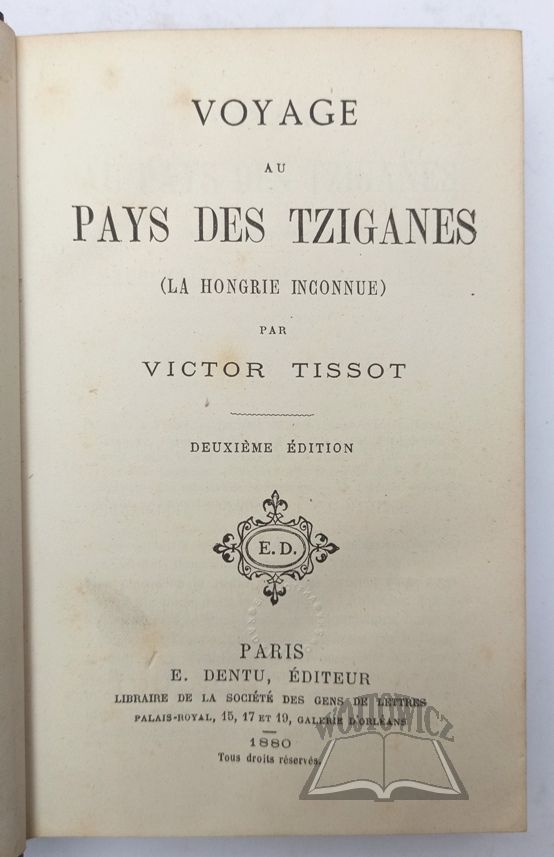 VOYAGE
AU
PAYS DES TZIGANES
(LA HONGRIE INCONNUE)
PAR
VICTOR TISSOT
DEUXIÈME ÉDITION
E. D.
PARIS
E. DENTU, ÉDITEUR
LIBRAIRE DE LA SOCIÉTÉ DES GENS DE LETTRES
PALAIS-ROYAL, 15, 17 ET 19, GALERIE D'ORLÉANS
1880
Tous droits réservés.
WOJTOWICZ